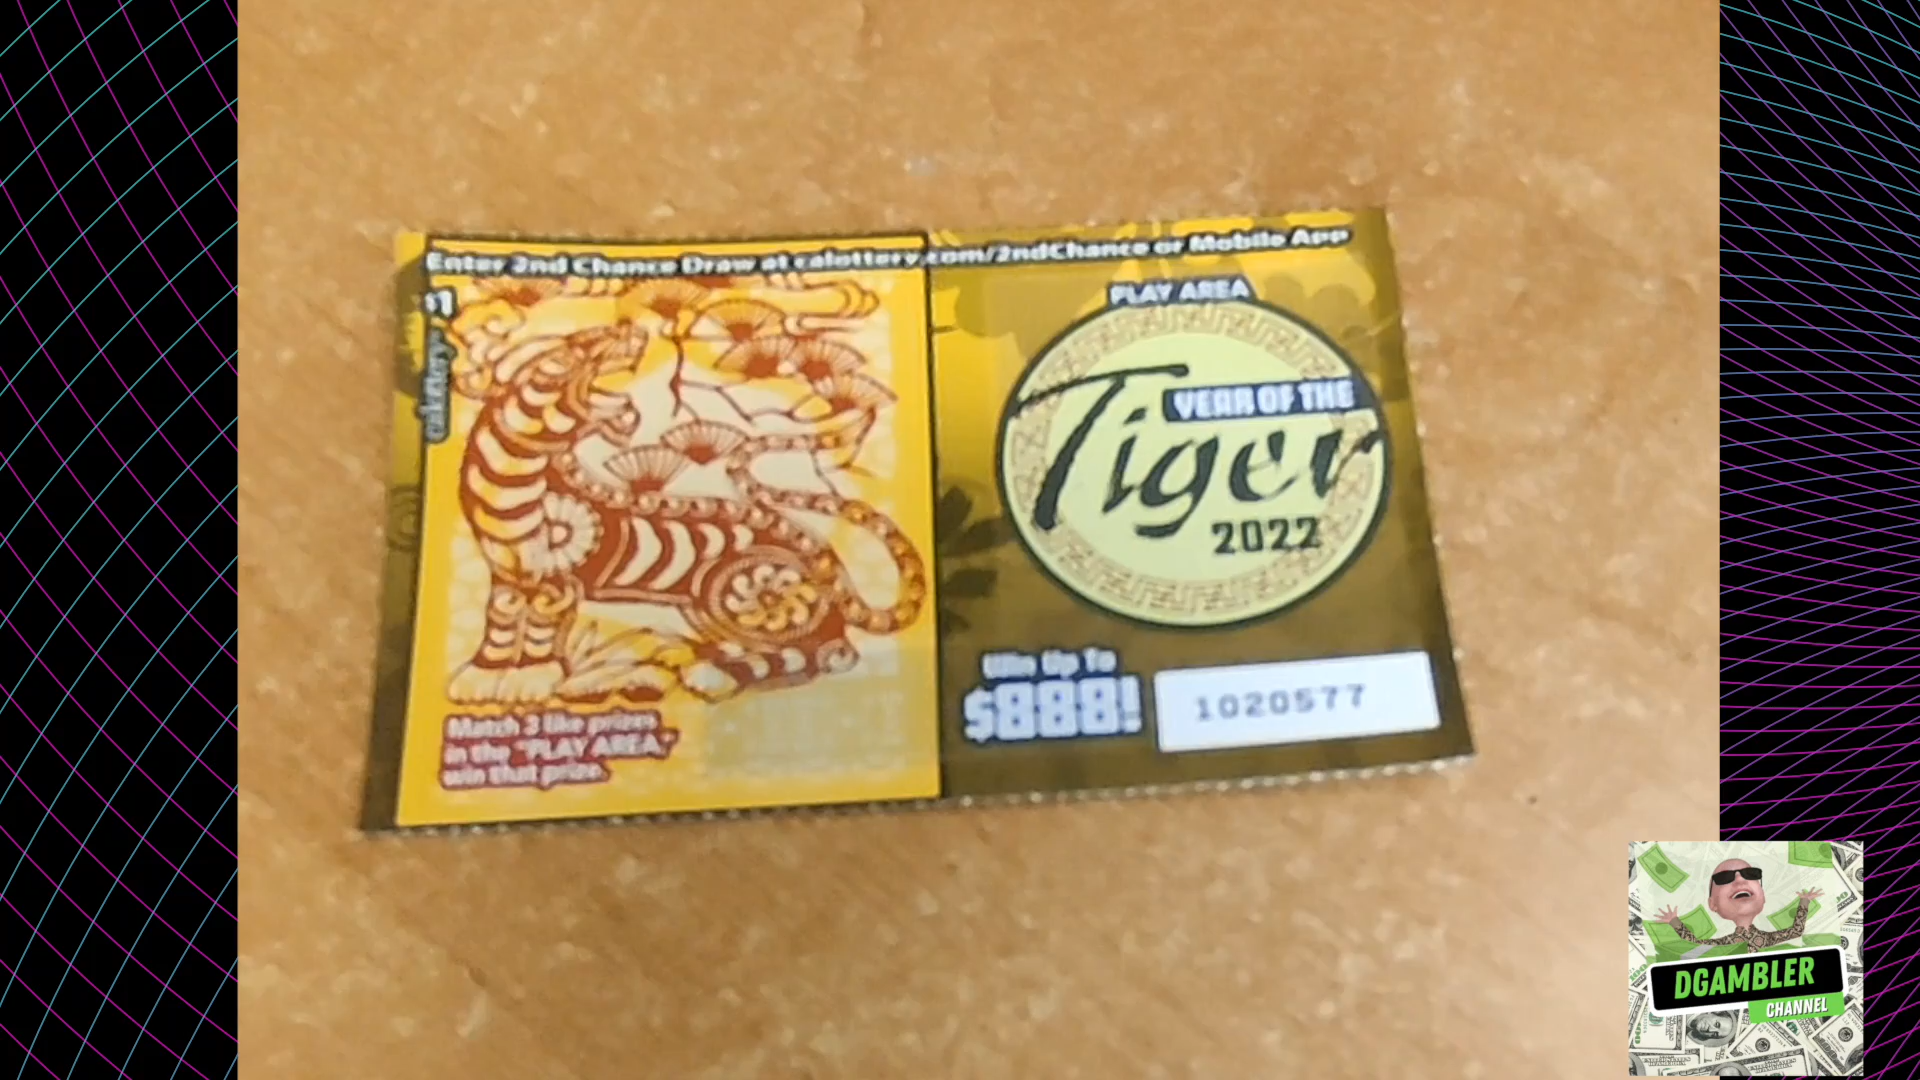 Enter 2nd Chance Draw at calottery.com/2ndChance or Mobile App
$1
calottery
PLAY AREA
YEAR OF THE
Tiger
2022
Match 3 like prizes
in the "PLAY AREA,"
win that prize.
Win Up To
$888!
1020577
DGAMBLER
CHANNEL